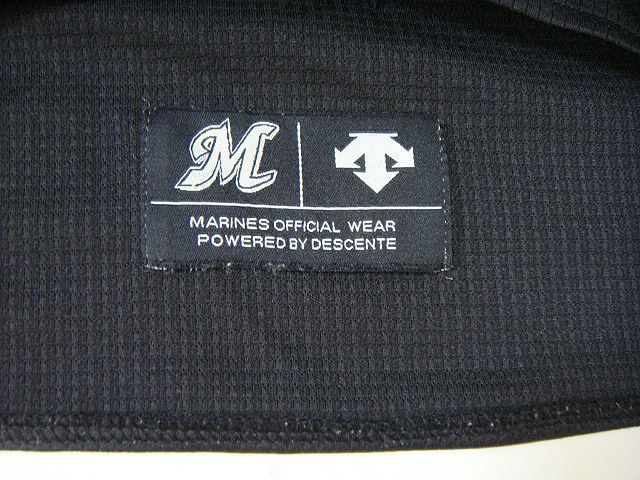 M
MARINES OFFICIAL WEAR
POWERED BY DESCENTE